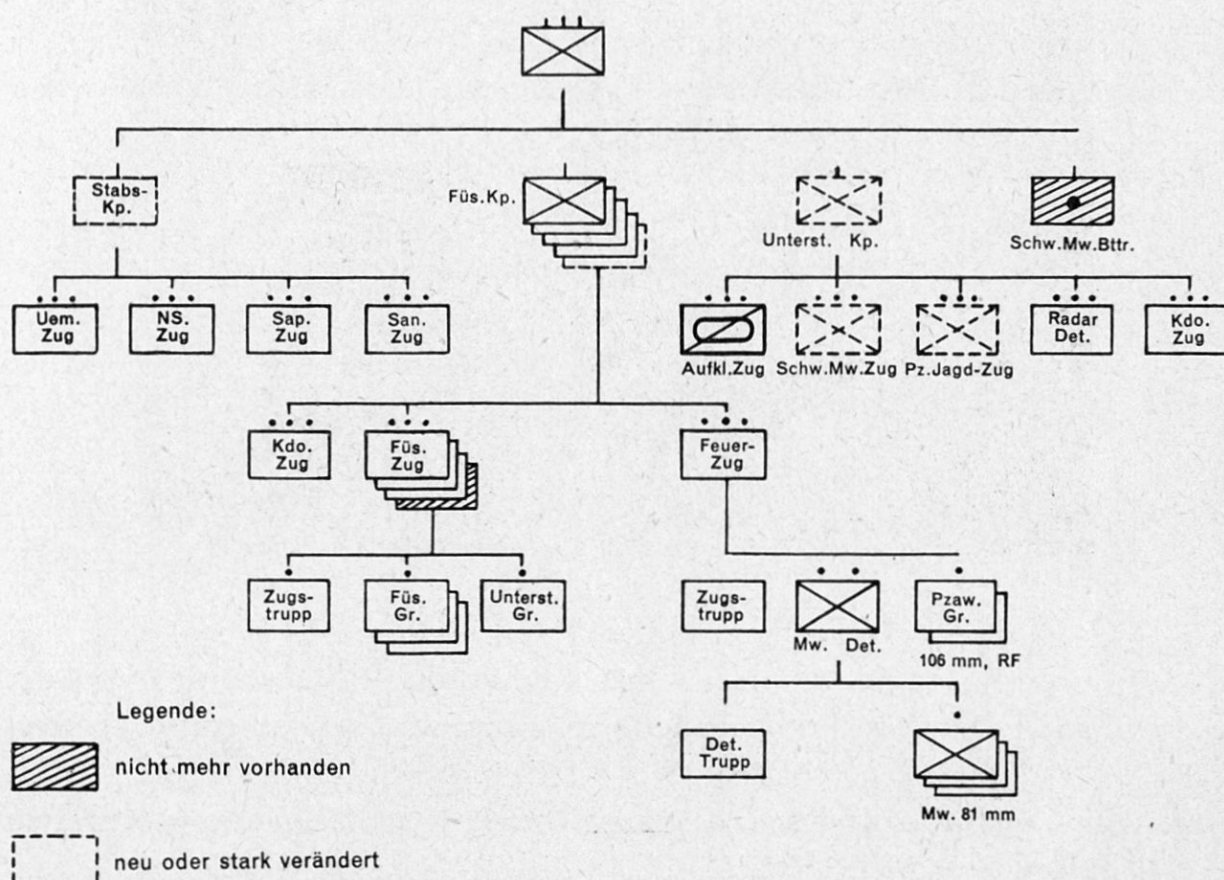 Stabs-
Kp.
Füs.Kp.
Unterst. Kp.
Schw.Mw.Bttr.
Uem.
Zug
NS.
Zug
Sap.
Zug
San.
Zug
Aufkl.Zug
Schw.Mw.Zug
Pz.Jagd-Zug
Radar
Det.
Kdo.
Zug
Kdo.
Zug
Füs.
Zug
Feuer-
Zug
Zugs-
trupp
Füs.
Gr.
Unterst.
Gr.
Zugs-
trupp
Mw. Det.
Pzaw.
Gr.
106 mm, RF
Det.
Trupp
Mw. 81 mm
Legende:
nicht mehr vorhanden
neu oder stark verändert